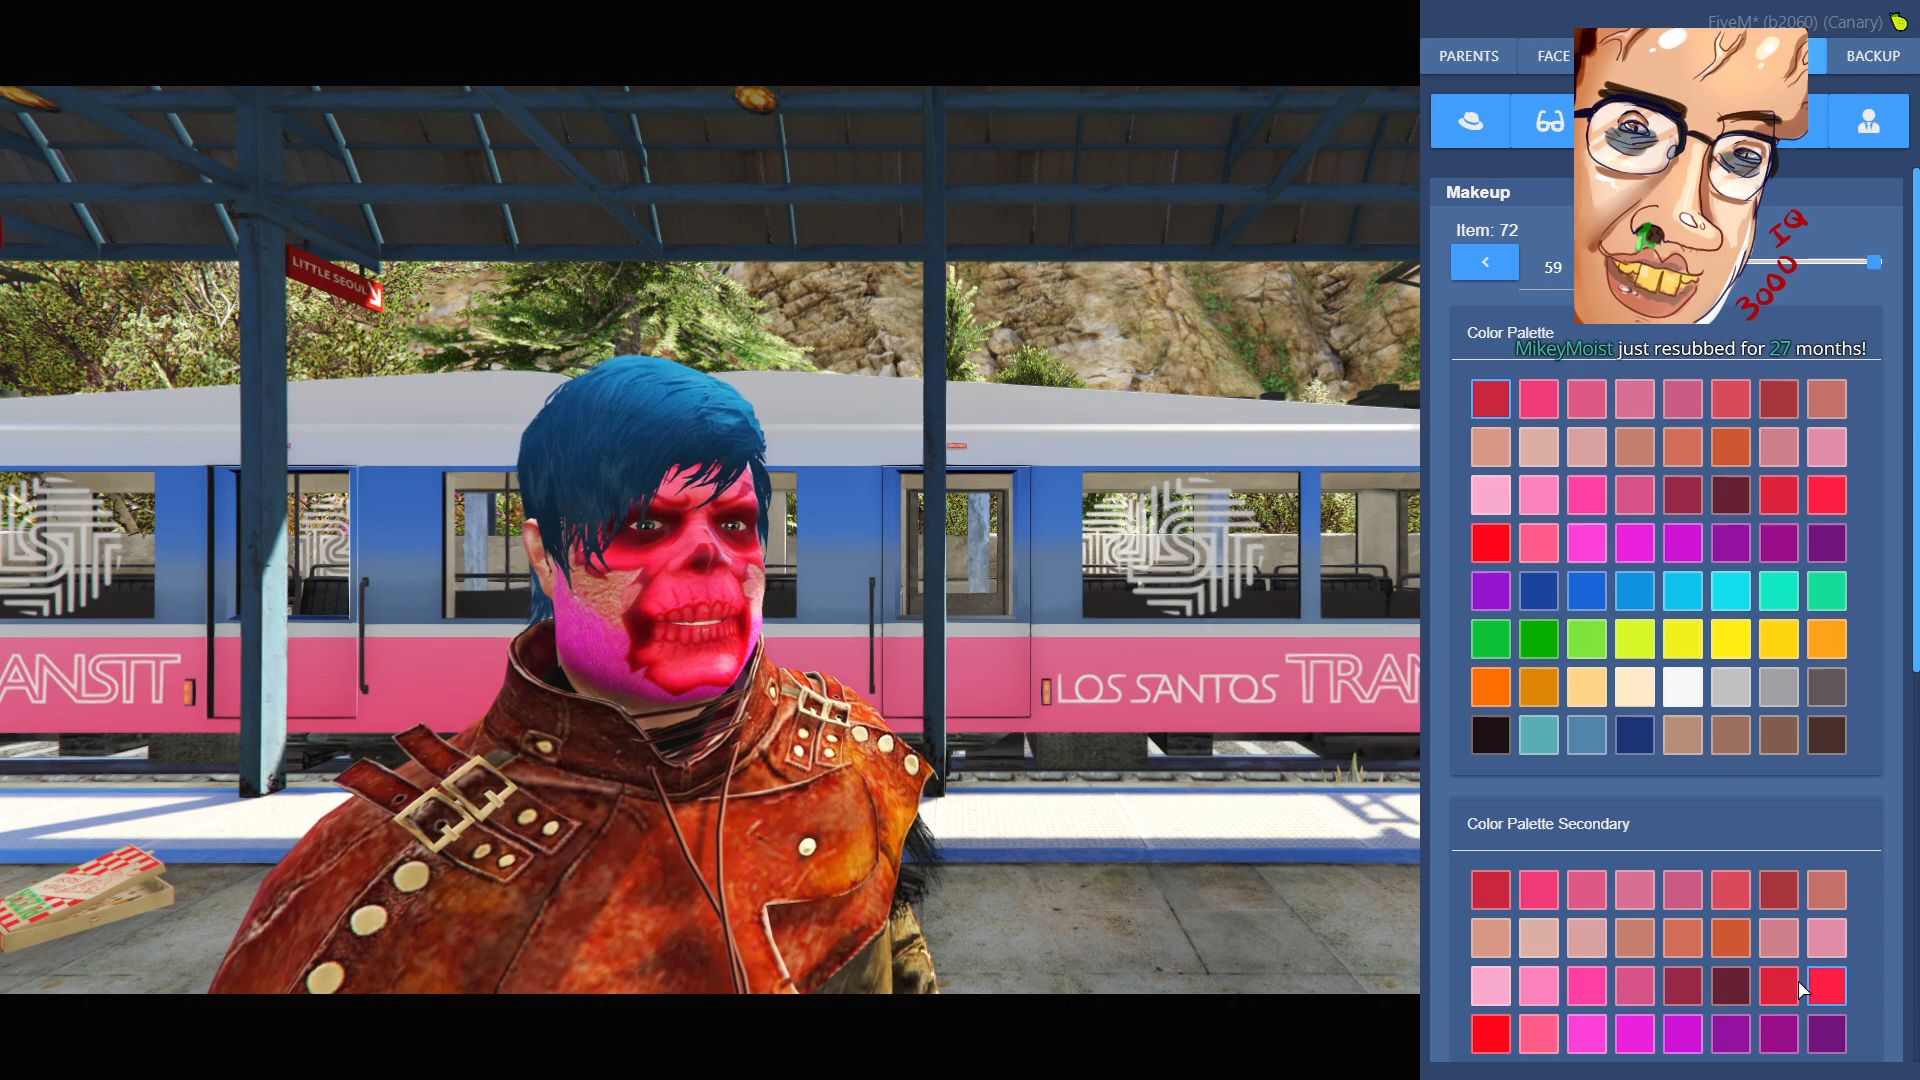 FiveM* (b2060) (Canary)
PARENTS
FACE
BACKUP
Makeup
Item: 72
<
59
IQ
3000
Color Palette
MikeyMoist just resubbed for 27 months!
LITTLE SEOUL
ANSIT
LOS SANTOS TRAN
Color Palette Secondary